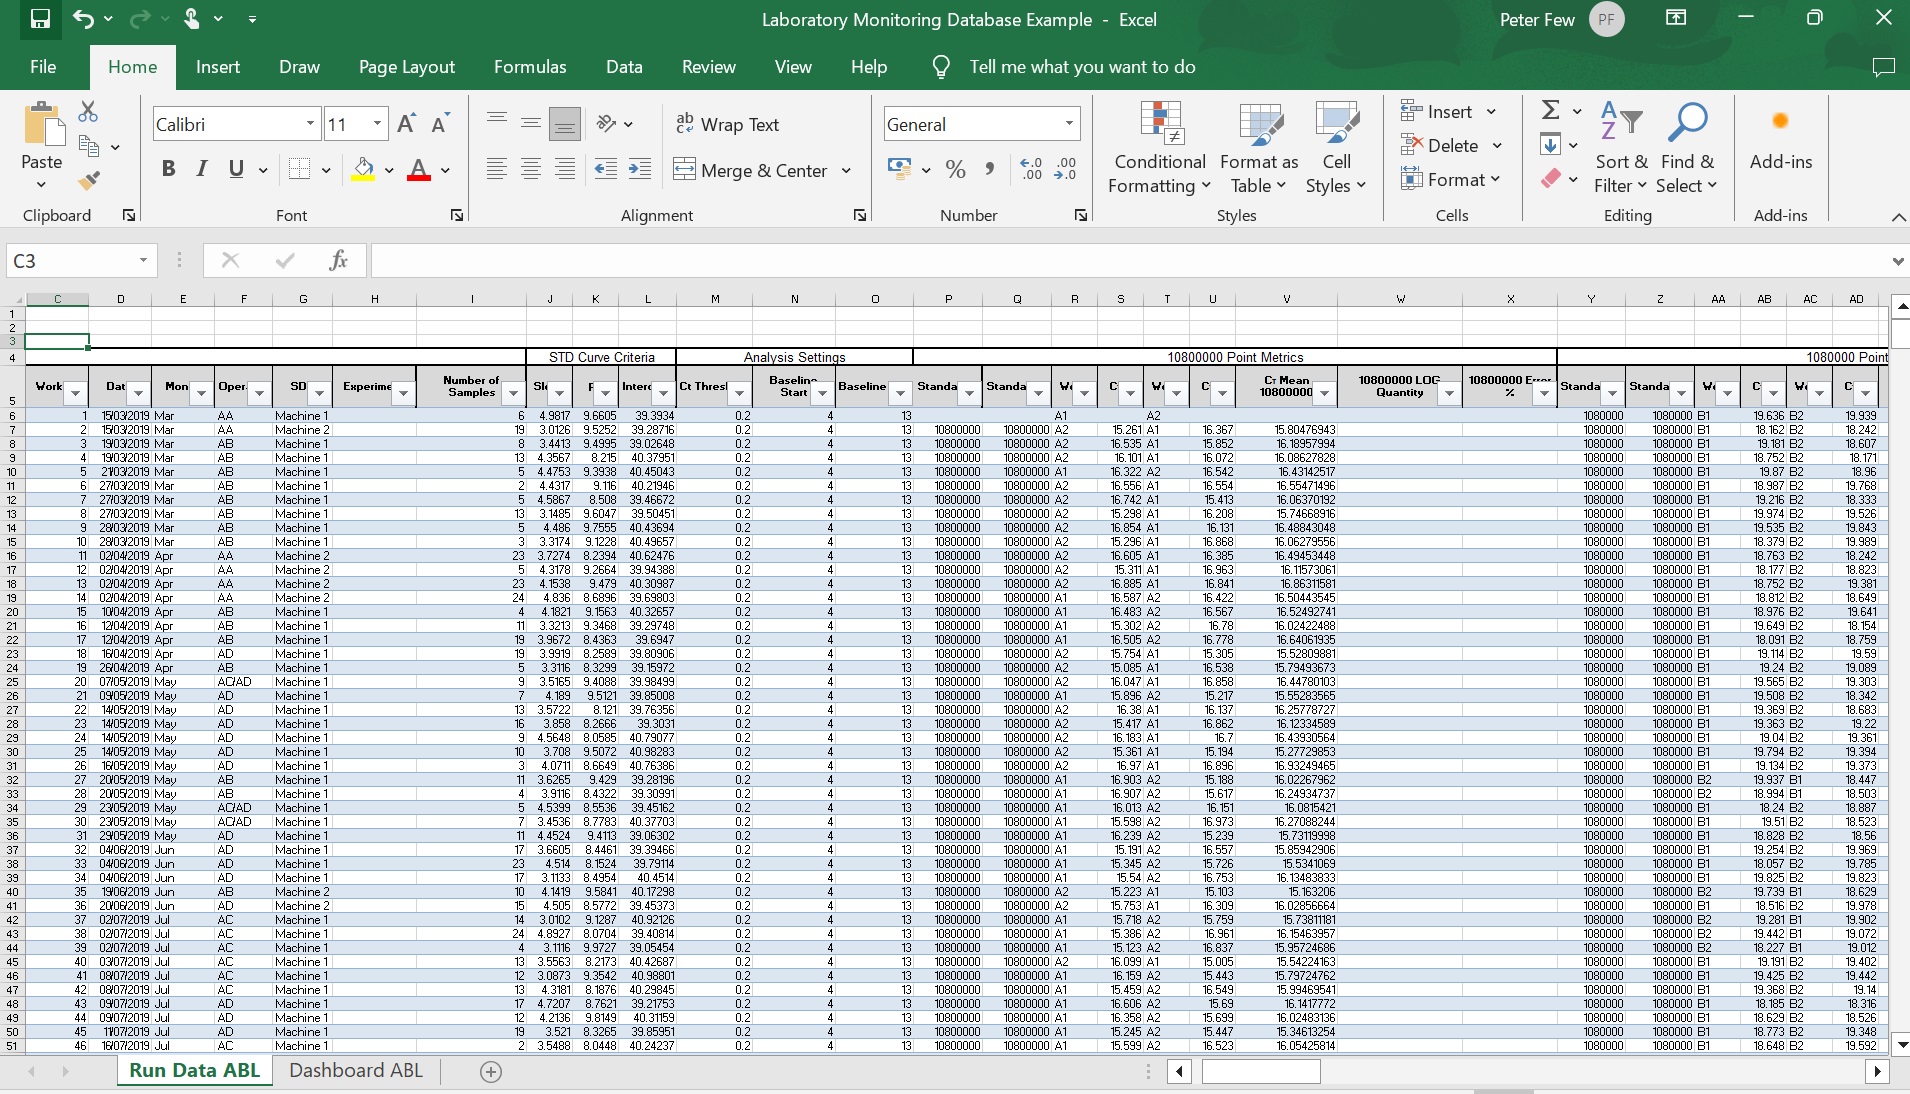 Laboratory Monitoring Database Example - Excel
Peter Few PF
File Home Insert Draw Page Layout Formulas Data Review View Help Tell me what you want to do
Paste
Clipboard
Calibri 11
B I U
Font
Wrap Text
Merge & Center
Alignment
General
Number
Conditional Formatting
Format as Table
Cell Styles
Styles
Insert
Delete
Format
Cells
Sort & Filter
Find & Select
Editing
Add-ins
Add-ins
C3
fx
C D E F G H I J K L M N O P Q R S T U V W X Y Z AA AB AC AD
1
2
3
4 STD Curve Criteria Analysis Settings 10800000 Point Metrics 1080000 Point
5 Work Dat Mon Oper SD Experime Number of Samples Slo Interc Ct Thresh Baseline Start Baseline Standa Standa We C We C Cт Mean 10800000 10800000 LOG Quantity 10800000 Error % Standa Standa We C We C
6 1 15/03/2019 Mar AA Machine 1 6 4.9817 9.6605 39.3934 0.2 4 13 A1 A2 1080000 1080000 B1 19.636 B2 19.939
7 2 15/03/2019 Mar AA Machine 2 19 3.0126 9.5252 39.28716 0.2 4 13 10800000 10800000 A2 15.261 A1 16.367 15.80476943 1080000 1080000 B1 18.162 B2 18.242
8 3 19/03/2019 Mar AB Machine 1 8 3.4413 9.4995 39.02648 0.2 4 13 10800000 10800000 A2 16.535 A1 15.852 16.18957994 1080000 1080000 B1 19.181 B2 18.607
9 4 19/03/2019 Mar AB Machine 1 13 4.3567 8.215 40.37951 0.2 4 13 10800000 10800000 A2 16.101 A1 16.072 16.08627828 1080000 1080000 B1 18.752 B2 18.171
10 5 21/03/2019 Mar AB Machine 1 5 4.4753 9.3938 40.45043 0.2 4 13 10800000 10800000 A1 16.322 A2 16.542 16.43142517 1080000 1080000 B1 19.87 B2 18.96
11 6 27/03/2019 Mar AB Machine 1 2 4.4317 9.116 40.21946 0.2 4 13 10800000 10800000 A2 16.556 A1 16.554 16.55471496 1080000 1080000 B1 18.987 B2 19.768
12 7 27/03/2019 Mar AB Machine 1 5 4.5867 8.508 39.46672 0.2 4 13 10800000 10800000 A2 16.742 A1 15.413 16.06370192 1080000 1080000 B1 19.216 B2 18.333
13 8 27/03/2019 Mar AB Machine 1 13 3.1485 9.6047 39.50451 0.2 4 13 10800000 10800000 A2 15.298 A1 16.208 15.74668916 1080000 1080000 B1 19.974 B2 19.526
14 9 28/03/2019 Mar AB Machine 1 5 4.486 9.7555 40.43694 0.2 4 13 10800000 10800000 A2 16.854 A1 16.131 16.48843048 1080000 1080000 B1 19.535 B2 19.843
15 10 28/03/2019 Mar AB Machine 1 3 3.3174 9.1228 40.49657 0.2 4 13 10800000 10800000 A2 15.296 A1 16.868 16.06279556 1080000 1080000 B1 18.379 B2 19.989
16 11 02/04/2019 Apr AA Machine 2 23 3.7274 8.2394 40.62476 0.2 4 13 10800000 10800000 A2 16.605 A1 16.385 16.49453448 1080000 1080000 B1 18.763 B2 18.242
17 12 02/04/2019 Apr AA Machine 2 5 4.3178 9.2664 39.94388 0.2 4 13 10800000 10800000 A2 15.311 A1 16.963 16.11573061 1080000 1080000 B1 18.177 B2 18.823
18 13 02/04/2019 Apr AA Machine 2 23 4.1538 9.479 40.30987 0.2 4 13 10800000 10800000 A2 16.885 A1 16.841 16.86311581 1080000 1080000 B1 18.752 B2 19.381
19 14 02/04/2019 Apr AA Machine 2 24 4.836 8.6896 39.69803 0.2 4 13 10800000 10800000 A1 16.587 A2 16.422 16.50443545 1080000 1080000 B1 18.812 B2 18.649
20 15 10/04/2019 Apr AB Machine 1 4 4.1821 9.1563 40.32657 0.2 4 13 10800000 10800000 A1 16.483 A2 16.567 16.52492741 1080000 1080000 B1 18.976 B2 19.641
21 16 12/04/2019 Apr AB Machine 1 11 3.3213 9.3468 39.29748 0.2 4 13 10800000 10800000 A1 15.302 A2 16.78 16.02422488 1080000 1080000 B1 19.649 B2 18.154
22 17 12/04/2019 Apr AB Machine 1 19 3.9672 8.4363 39.6947 0.2 4 13 10800000 10800000 A1 16.505 A2 16.778 16.64061935 1080000 1080000 B1 18.091 B2 18.759
23 18 16/04/2019 Apr AD Machine 1 19 3.9919 8.2589 39.80906 0.2 4 13 10800000 10800000 A2 15.754 A1 15.305 15.52809881 1080000 1080000 B1 19.114 B2 19.59
24 19 26/04/2019 Apr AB Machine 1 5 3.3116 8.3299 39.15972 0.2 4 13 10800000 10800000 A2 15.085 A1 16.538 15.79493673 1080000 1080000 B1 19.24 B2 19.089
25 20 07/05/2019 May AC/AD Machine 1 9 3.5165 9.4088 39.98499 0.2 4 13 10800000 10800000 A2 16.047 A1 16.858 16.44780103 1080000 1080000 B1 19.565 B2 19.303
26 21 09/05/2019 May AD Machine 1 7 4.189 9.5121 39.85008 0.2 4 13 10800000 10800000 A1 15.896 A2 15.217 15.55283565 1080000 1080000 B1 19.508 B2 18.342
27 22 14/05/2019 May AD Machine 1 13 3.5722 8.121 39.76356 0.2 4 13 10800000 10800000 A2 16.38 A1 16.137 16.25778727 1080000 1080000 B1 19.369 B2 18.683
28 23 14/05/2019 May AD Machine 1 16 3.858 8.2666 39.3031 0.2 4 13 10800000 10800000 A2 15.417 A1 16.862 16.12334589 1080000 1080000 B1 19.363 B2 19.22
29 24 14/05/2019 May AD Machine 1 9 4.5648 8.0585 40.79077 0.2 4 13 10800000 10800000 A2 16.183 A1 16.7 16.43930564 1080000 1080000 B1 19.04 B2 19.361
30 25 14/05/2019 May AD Machine 1 10 3.708 9.5072 40.98283 0.2 4 13 10800000 10800000 A2 15.361 A1 15.194 15.27729853 1080000 1080000 B1 19.794 B2 19.394
31 26 16/05/2019 May AD Machine 1 3 4.0711 8.6649 40.76386 0.2 4 13 10800000 10800000 A2 16.97 A1 16.896 16.93249465 1080000 1080000 B1 19.134 B2 19.373
32 27 20/05/2019 May AB Machine 1 11 3.6265 9.429 39.28196 0.2 4 13 10800000 10800000 A1 16.903 A2 15.188 16.02267962 1080000 1080000 B2 19.937 B1 18.447
33 28 20/05/2019 May AB Machine 1 4 3.9116 8.4322 39.30991 0.2 4 13 10800000 10800000 A1 16.907 A2 15.617 16.24934737 1080000 1080000 B2 18.994 B1 18.503
34 29 23/05/2019 May AC/AD Machine 1 5 4.5399 8.5536 39.45162 0.2 4 13 10800000 10800000 A1 16.013 A2 16.151 16.0815421 1080000 1080000 B1 18.24 B2 18.887
35 30 23/05/2019 May AC/AD Machine 1 7 3.4536 8.7783 40.37703 0.2 4 13 10800000 10800000 A1 15.598 A2 16.973 16.27088244 1080000 1080000 B1 19.51 B2 18.523
36 31 29/05/2019 May AD Machine 1 11 4.4524 9.4113 39.06302 0.2 4 13 10800000 10800000 A1 16.239 A2 15.239 15.73119998 1080000 1080000 B1 18.828 B2 18.56
37 32 04/06/2019 Jun AD Machine 1 17 3.6605 8.4461 39.39466 0.2 4 13 10800000 10800000 A1 15.191 A2 16.557 15.85942906 1080000 1080000 B1 19.254 B2 19.969
38 33 04/06/2019 Jun AD Machine 1 23 4.514 8.1524 39.79114 0.2 4 13 10800000 10800000 A1 15.345 A2 15.726 15.5341069 1080000 1080000 B1 18.057 B2 19.785
39 34 04/06/2019 Jun AD Machine 1 17 3.1133 8.4954 40.4514 0.2 4 13 10800000 10800000 A1 15.54 A2 16.753 16.13483833 1080000 1080000 B1 19.825 B2 19.823
40 35 19/06/2019 Jun AB Machine 2 10 4.1419 9.5841 40.17298 0.2 4 13 10800000 10800000 A2 15.223 A1 15.103 15.163206 1080000 1080000 B2 19.739 B1 18.629
41 36 20/06/2019 Jun AD Machine 2 15 4.505 8.5772 39.45373 0.2 4 13 10800000 10800000 A2 15.753 A1 16.309 16.02856664 1080000 1080000 B1 18.516 B2 19.978
42 37 02/07/2019 Jul AC Machine 1 14 3.0102 9.1287 40.92126 0.2 4 13 10800000 10800000 A1 15.718 A2 15.759 15.73811181 1080000 1080000 B2 19.281 B1 19.902
43 38 02/07/2019 Jul AC Machine 1 24 4.8927 8.0704 39.40814 0.2 4 13 10800000 10800000 A1 15.386 A2 16.961 16.15463957 1080000 1080000 B2 19.442 B1 19.072
44 39 02/07/2019 Jul AC Machine 1 4 3.1116 9.9727 39.05454 0.2 4 13 10800000 10800000 A1 15.123 A2 16.837 15.95724686 1080000 1080000 B2 18.227 B1 19.012
45 40 03/07/2019 Jul AC Machine 1 13 3.5563 8.2173 40.42687 0.2 4 13 10800000 10800000 A2 16.099 A1 15.005 15.54224163 1080000 1080000 B1 19.191 B2 19.402
46 41 08/07/2019 Jul AC Machine 1 12 3.0873 9.3542 40.98801 0.2 4 13 10800000 10800000 A1 16.159 A2 15.443 15.79724762 1080000 1080000 B1 19.425 B2 19.442
47 42 08/07/2019 Jul AC Machine 1 13 4.3181 8.1876 40.29845 0.2 4 13 10800000 10800000 A1 15.459 A2 16.549 15.99469541 1080000 1080000 B1 19.368 B2 19.14
48 43 09/07/2019 Jul AD Machine 1 17 4.7207 8.7621 39.21753 0.2 4 13 10800000 10800000 A1 16.606 A2 15.69 16.1417772 1080000 1080000 B1 18.185 B2 18.316
49 44 09/07/2019 Jul AD Machine 1 12 4.2136 9.8149 40.31159 0.2 4 13 10800000 10800000 A1 16.358 A2 15.699 16.02483136 1080000 1080000 B1 18.629 B2 18.526
50 45 11/07/2019 Jul AD Machine 1 19 3.521 8.3265 39.85951 0.2 4 13 10800000 10800000 A1 15.245 A2 15.447 15.34613254 1080000 1080000 B1 18.773 B2 19.348
51 46 16/07/2019 Jul AC Machine 1 2 3.5488 8.0448 40.24237 0.2 4 13 10800000 10800000 A1 15.599 A2 16.523 16.05425814 1080000 1080000 B1 18.648 B2 19.592
Run Data ABL Dashboard ABL